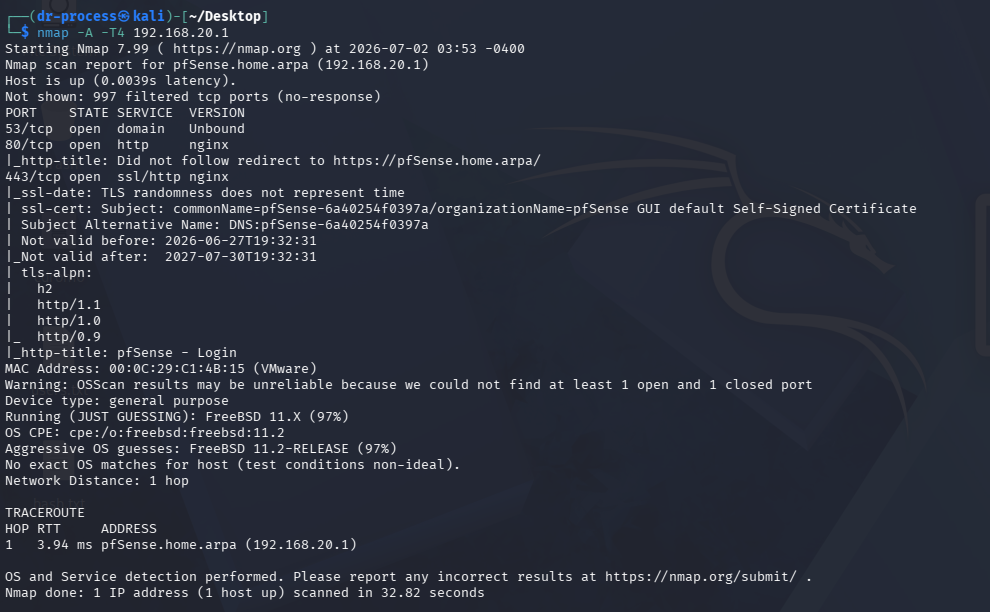 ┌──(dr-process㉿kali)-[~/Desktop]
└─$ nmap -A -T4 192.168.20.1
Starting Nmap 7.99 ( https://nmap.org ) at 2026-07-02 03:53 -0400
Nmap scan report for pfSense.home.arpa (192.168.20.1)
Host is up (0.0039s latency).
Not shown: 997 filtered tcp ports (no-response)
PORT    STATE SERVICE  VERSION
53/tcp  open  domain   Unbound
80/tcp  open  http     nginx
|_http-title: Did not follow redirect to https://pfSense.home.arpa/
443/tcp open  ssl/http nginx
|_ssl-date: TLS randomness does not represent time
| ssl-cert: Subject: commonName=pfSense-6a40254f0397a/organizationName=pfSense GUI default Self-Signed Certificate
| Subject Alternative Name: DNS:pfSense-6a40254f0397a
| Not valid before: 2026-06-27T19:32:31
|_Not valid after:  2027-07-30T19:32:31
| tls-alpn:
|   h2
|   http/1.1
|   http/1.0
|_  http/0.9
|_http-title: pfSense - Login
MAC Address: 00:0C:29:C1:4B:15 (VMware)
Warning: OSScan results may be unreliable because we could not find at least 1 open and 1 closed port
Device type: general purpose
Running (JUST GUESSING): FreeBSD 11.X (97%)
OS CPE: cpe:/o:freebsd:freebsd:11.2
Aggressive OS guesses: FreeBSD 11.2-RELEASE (97%)
No exact OS matches for host (test conditions non-ideal).
Network Distance: 1 hop
TRACEROUTE
HOP RTT     ADDRESS
1   3.94 ms pfSense.home.arpa (192.168.20.1)
OS and Service detection performed. Please report any incorrect results at https://nmap.org/submit/ .
Nmap done: 1 IP address (1 host up) scanned in 32.82 seconds